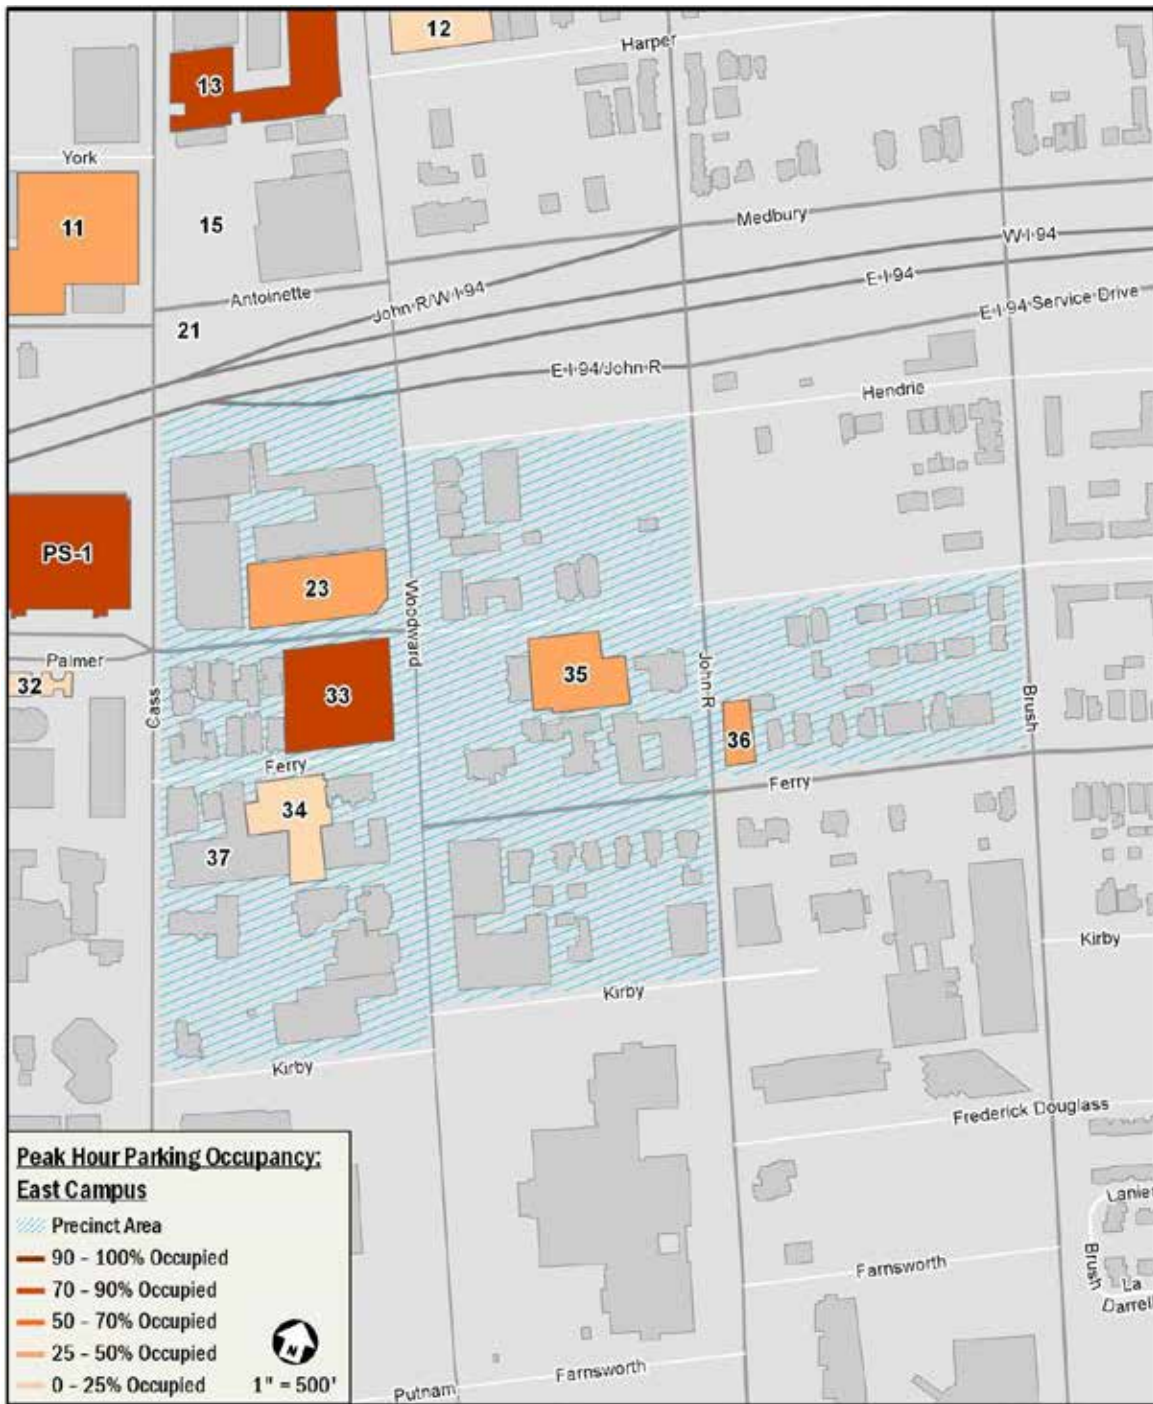 12
Harper
13
York
11
15
Medbury
W I-94
E I-94
Antoinette
John R/W I-94
E I-94 Service Drive
21
E I-94/John R
Hendrie
PS-1
23
Woodward
Palmer
32
Cass
33
35
John R
36
Brush
Ferry
Ferry
34
37
Kirby
Kirby
Kirby
Frederick Douglass
Lanier
Brush
La
Darrell
Farnsworth
Farnsworth
Putnam
Peak Hour Parking Occupancy:
East Campus
Precinct Area
90 - 100% Occupied
70 - 90% Occupied
50 - 70% Occupied
25 - 50% Occupied
0 - 25% Occupied
N
1" = 500'